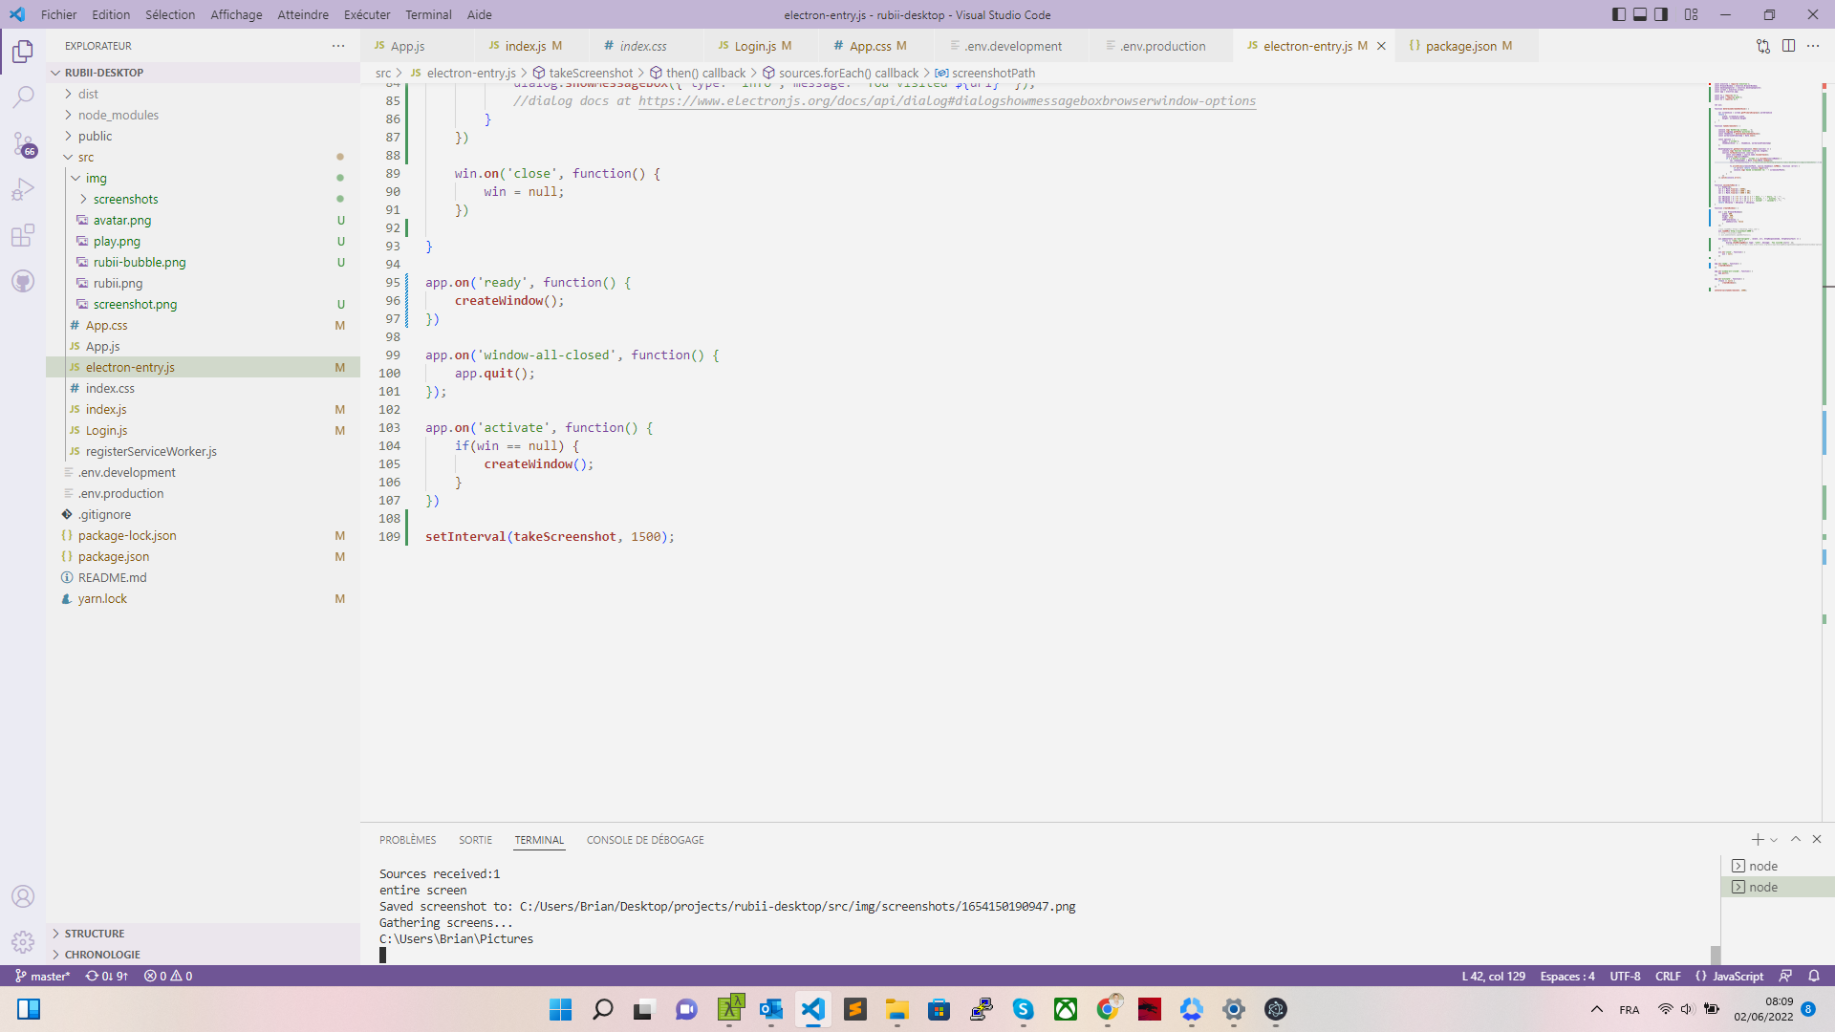 Fichier Edition Sélection Affichage Atteindre Exécuter Terminal Aide
electron-entry.js - rubii-desktop - Visual Studio Code
EXPLORATEUR
RUBII-DESKTOP
dist
node_modules
public
src
img
screenshots
avatar.png U
play.png U
rubii-bubble.png U
rubii.png
screenshot.png U
App.css M
App.js
electron-entry.js M
index.css
index.js M
Login.js M
registerServiceWorker.js
.env.development
.env.production
.gitignore
package-lock.json M
package.json M
README.md
yarn.lock M
STRUCTURE
CHRONOLOGIE
App.js index.js M index.css Login.js M App.css M .env.development .env.production electron-entry.js M package.json M
src > electron-entry.js > takeScreenshot > then() callback > sources.forEach() callback > screenshotPath
84 dialog.showMessageBox({ type: "info", message: `You visited ${url}` });
85 //dialog docs at https://www.electronjs.org/docs/api/dialog#dialogshowmessageboxbrowserwindow-options
86 }
87 })
88
89 win.on('close', function() {
90 win = null;
91 })
92
93 }
94
95 app.on('ready', function() {
96 createWindow();
97 })
98
99 app.on('window-all-closed', function() {
100 app.quit();
101 });
102
103 app.on('activate', function() {
104 if(win == null) {
105 createWindow();
106 }
107 })
108
109 setInterval(takeScreenshot, 1500);
PROBLÈMES SORTIE TERMINAL CONSOLE DE DÉBOGAGE
Sources received:1
entire screen
Saved screenshot to: C:/Users/Brian/Desktop/projects/rubii-desktop/src/img/screenshots/1654150190947.png
Gathering screens...
C:\Users\Brian\Pictures
node
node
66
master* 0↓ 9↑ 0 0
L 42, col 129 Espaces : 4 UTF-8 CRLF {} JavaScript
FRA
08:09
02/06/2022
8